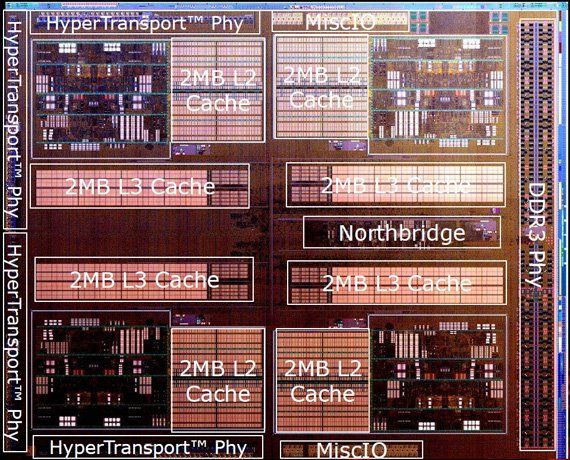 HyperTransport™ Phy
MiscIO
HyperTransport™ Phy
2MB L2
Cache
2MB L2
Cache
2MB L3 Cache
2MB L3 Cache
DDR3 Phy
Northbridge
HyperTransport™ Phy
2MB L3 Cache
2MB L3 Cache
2MB L2
Cache
2MB L2
Cache
HyperTransport™ Phy
MiscIO